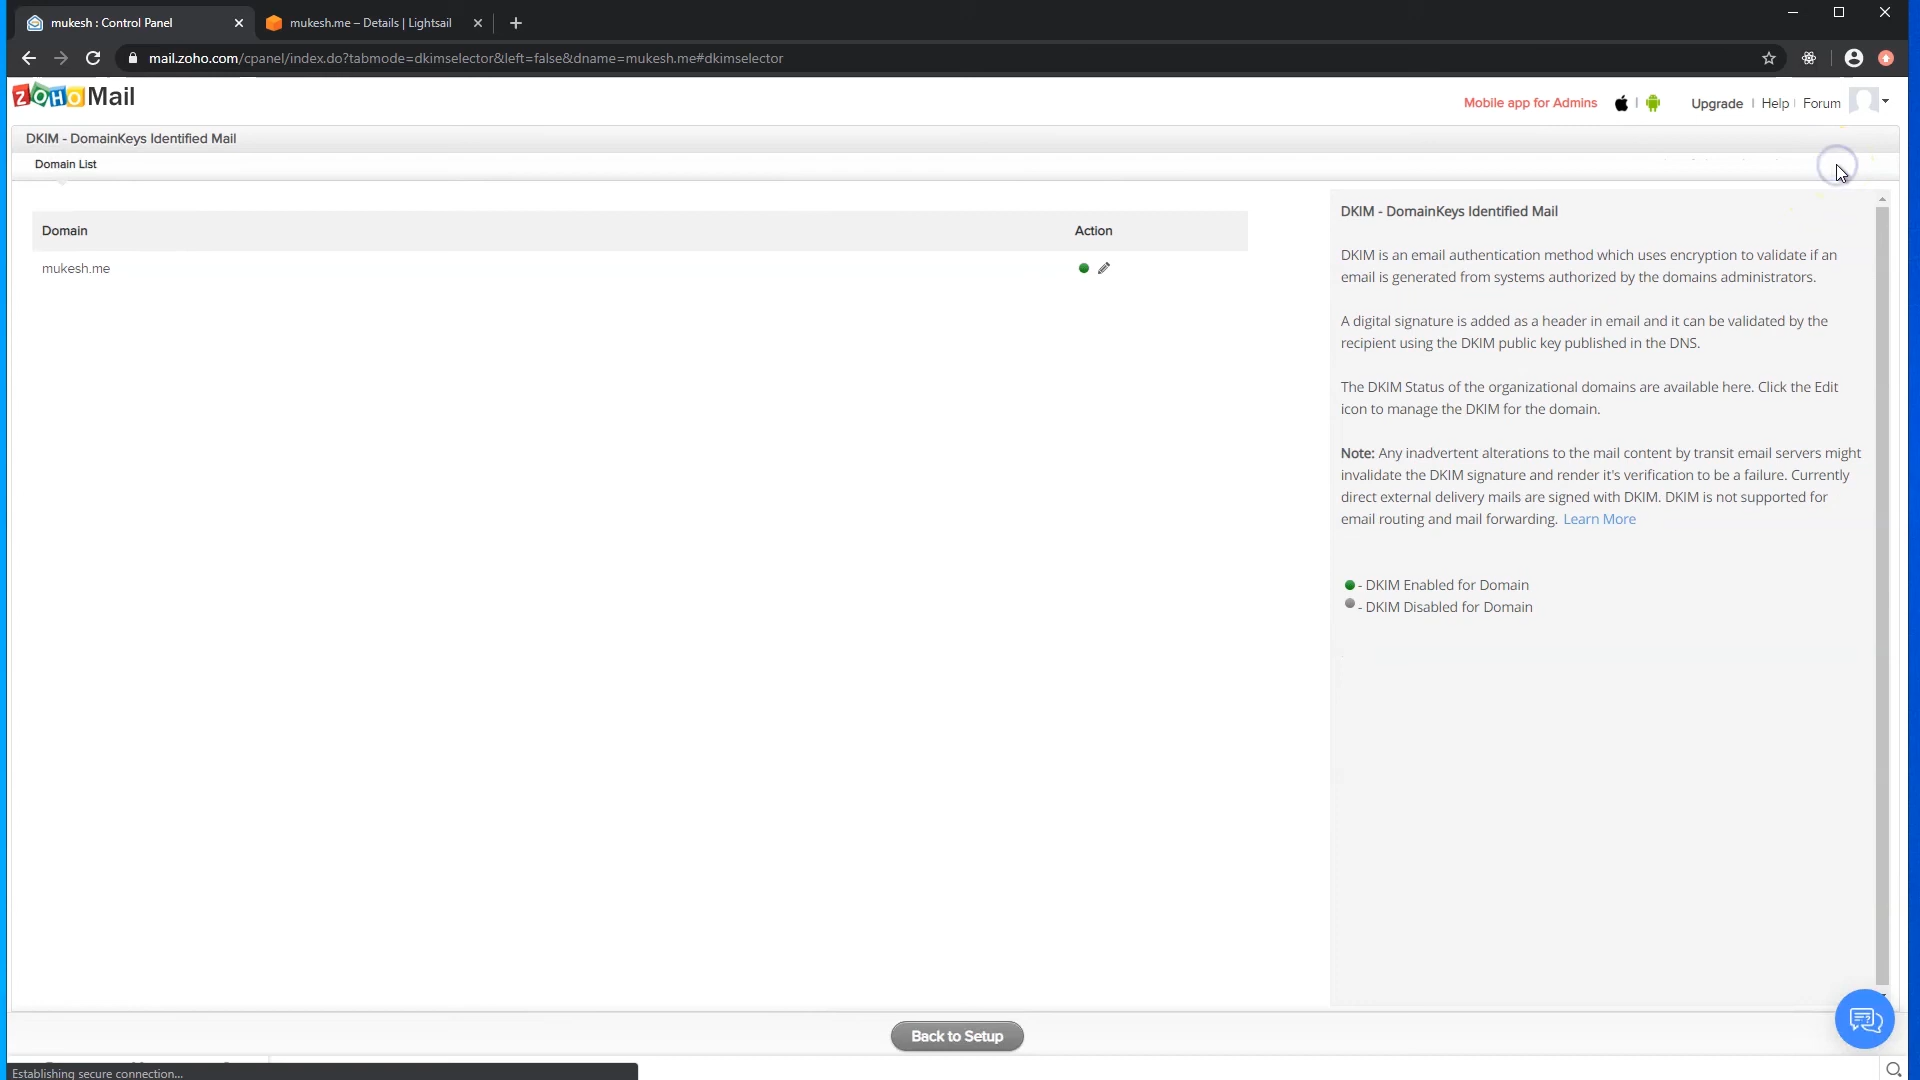 mukesh : Control Panel
mukesh.me – Details | Lightsail
mail.zoho.com/cpanel/index.do?tabmode=dkimselector&left=false&dname=mukesh.me#dkimselector
ZOHO Mail
Mobile app for Admins
Upgrade | Help | Forum
DKIM - DomainKeys Identified Mail
Domain List
Domain
Action
mukesh.me
DKIM - DomainKeys Identified Mail
DKIM is an email authentication method which uses encryption to validate if an
email is generated from systems authorized by the domains administrators.
A digital signature is added as a header in email and it can be validated by the
recipient using the DKIM public key published in the DNS.
The DKIM Status of the organizational domains are available here. Click the Edit
icon to manage the DKIM for the domain.
Note: Any inadvertent alterations to the mail content by transit email servers might
invalidate the DKIM signature and render it's verification to be a failure. Currently
direct external delivery mails are signed with DKIM. DKIM is not supported for
email routing and mail forwarding. Learn More
- DKIM Enabled for Domain
- DKIM Disabled for Domain
Back to Setup
Establishing secure connection...